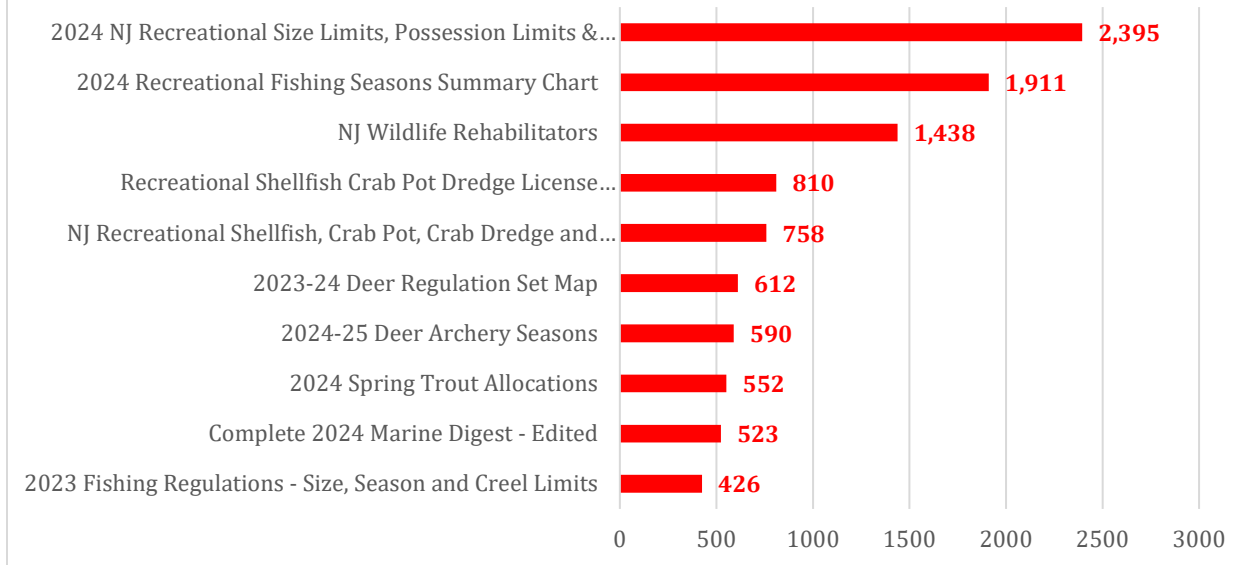 2024 NJ Recreational Size Limits, Possession Limits &... 2,395
2024 Recreational Fishing Seasons Summary Chart 1,911
NJ Wildlife Rehabilitators 1,438
Recreational Shellfish Crab Pot Dredge License... 810
NJ Recreational Shellfish, Crab Pot, Crab Dredge and... 758
2023-24 Deer Regulation Set Map 612
2024-25 Deer Archery Seasons 590
2024 Spring Trout Allocations 552
Complete 2024 Marine Digest - Edited 523
2023 Fishing Regulations - Size, Season and Creel Limits 426
0 500 1000 1500 2000 2500 3000